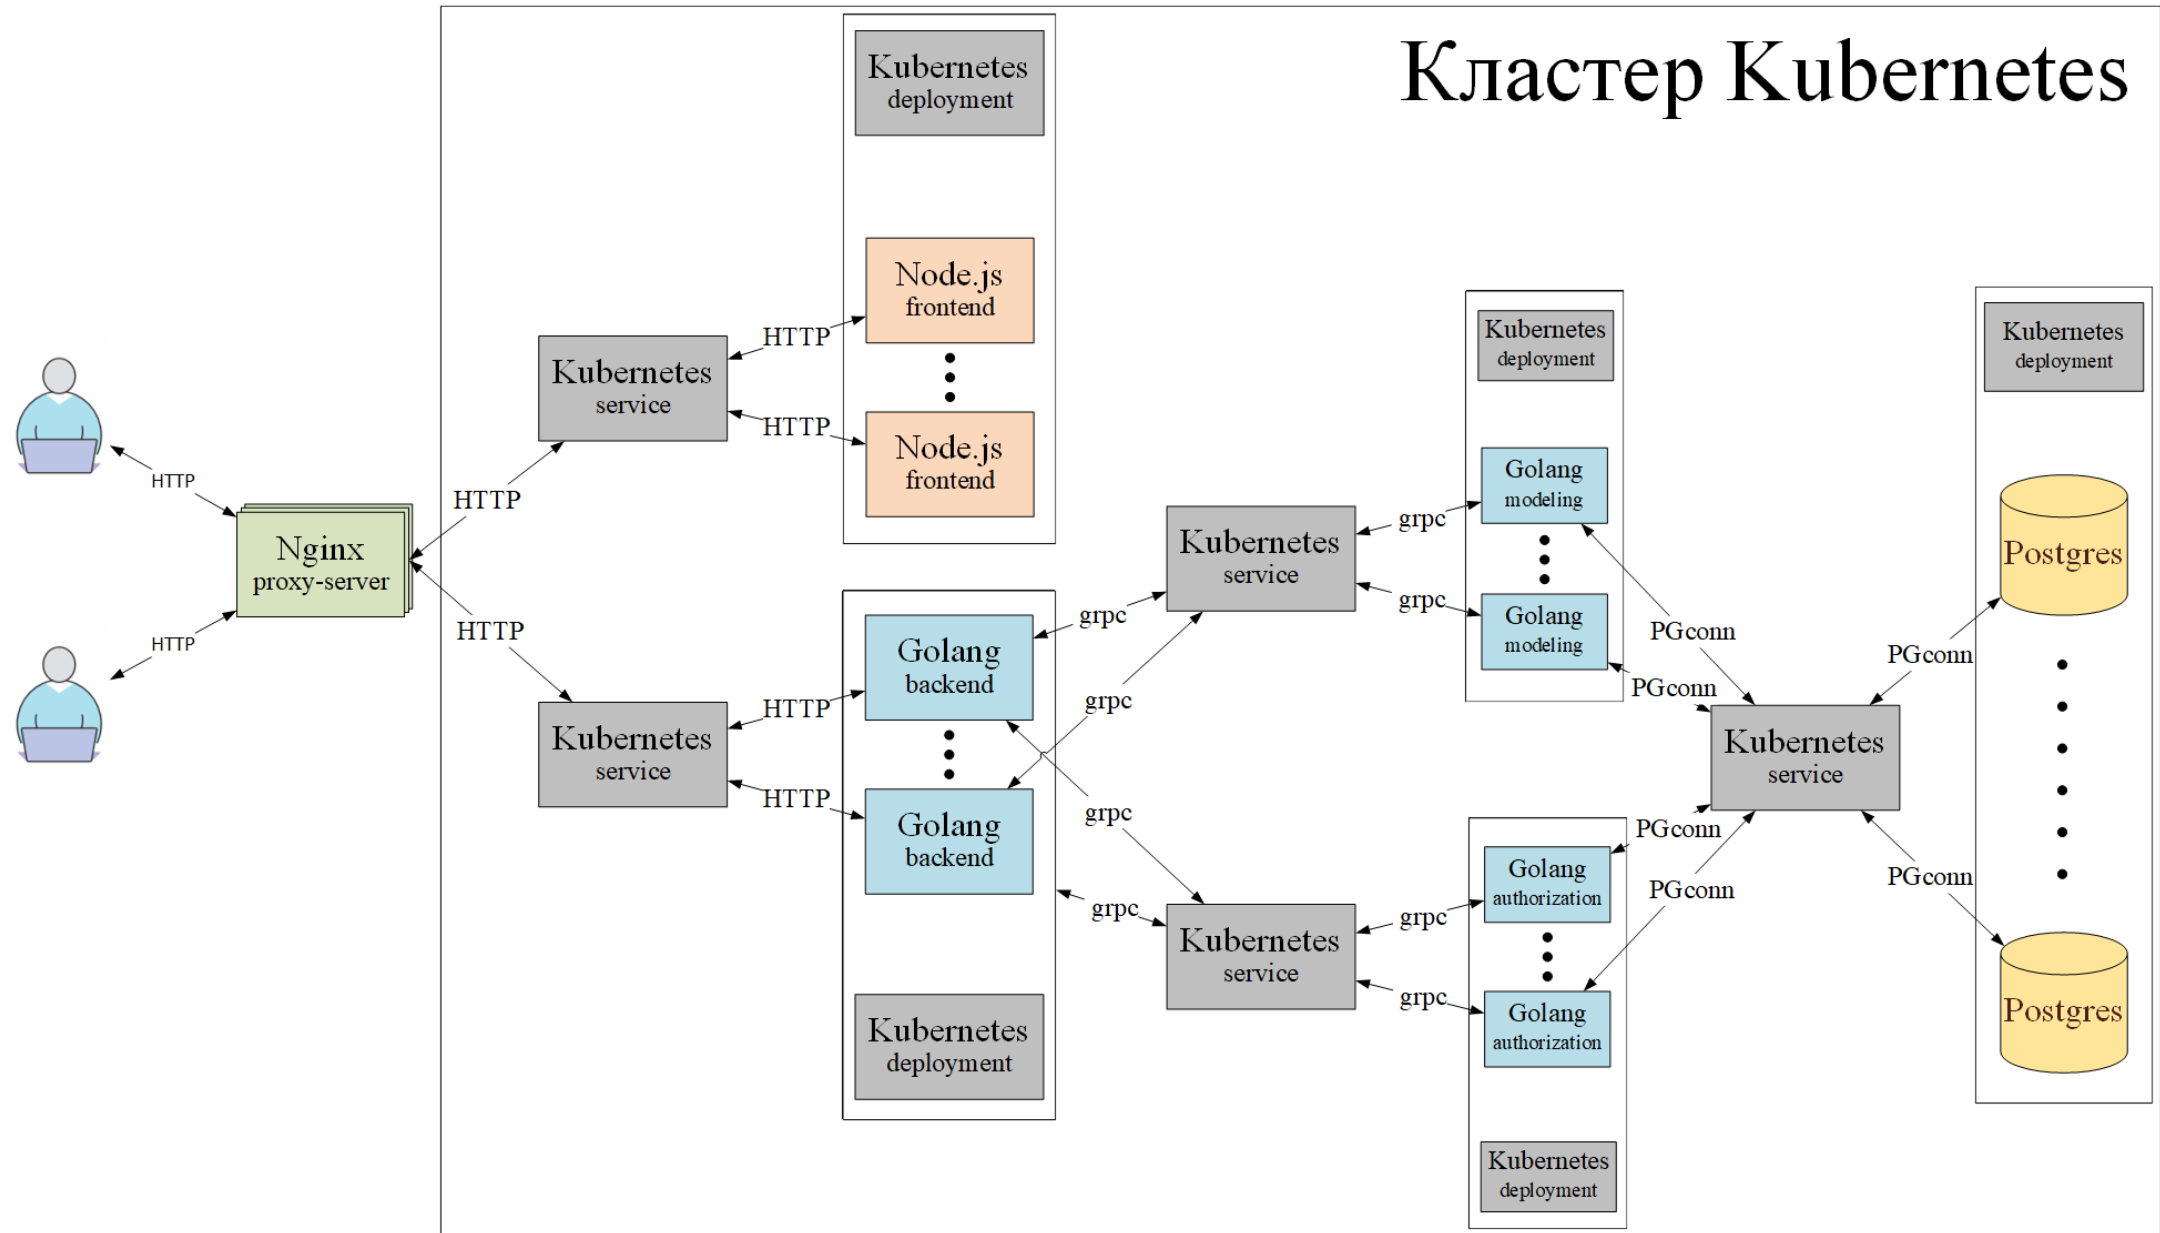 Кластер Kubernetes
Kubernetes
deployment
Node.js
frontend
Node.js
frontend
HTTP
HTTP
Kubernetes
service
HTTP
HTTP
Nginx
proxy-server
HTTP
HTTP
Kubernetes
service
HTTP
HTTP
Golang
backend
Golang
backend
Kubernetes
deployment
grpc
grpc
grpc
grpc
Kubernetes
service
Kubernetes
service
grpc
grpc
grpc
grpc
Kubernetes
deployment
Golang
modeling
Golang
modeling
PGconn
PGconn
Kubernetes
service
PGconn
PGconn
Golang
authorization
Golang
authorization
Kubernetes
deployment
PGconn
PGconn
Kubernetes
deployment
Postgres
Postgres